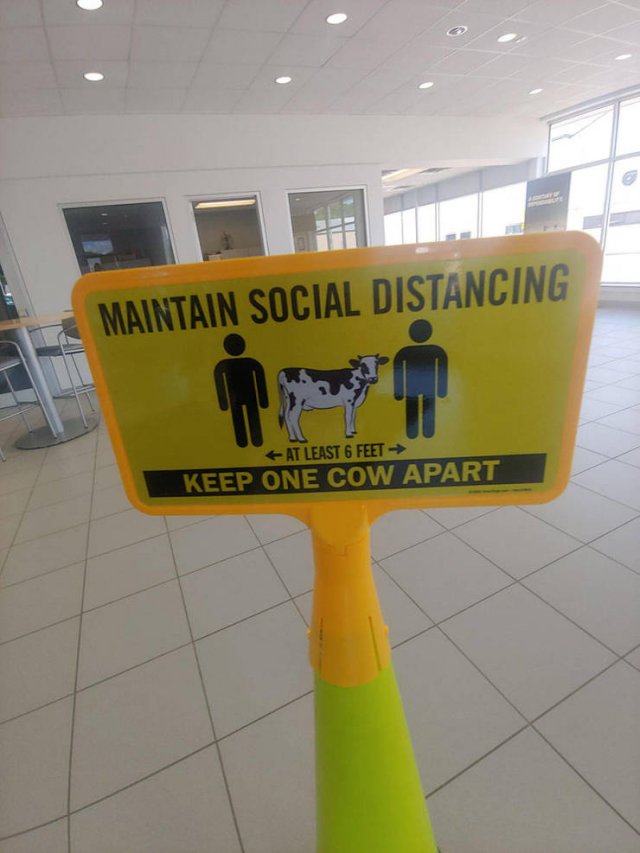 MAINTAIN SOCIAL DISTANCING
← AT LEAST 6 FEET →
KEEP ONE COW APART